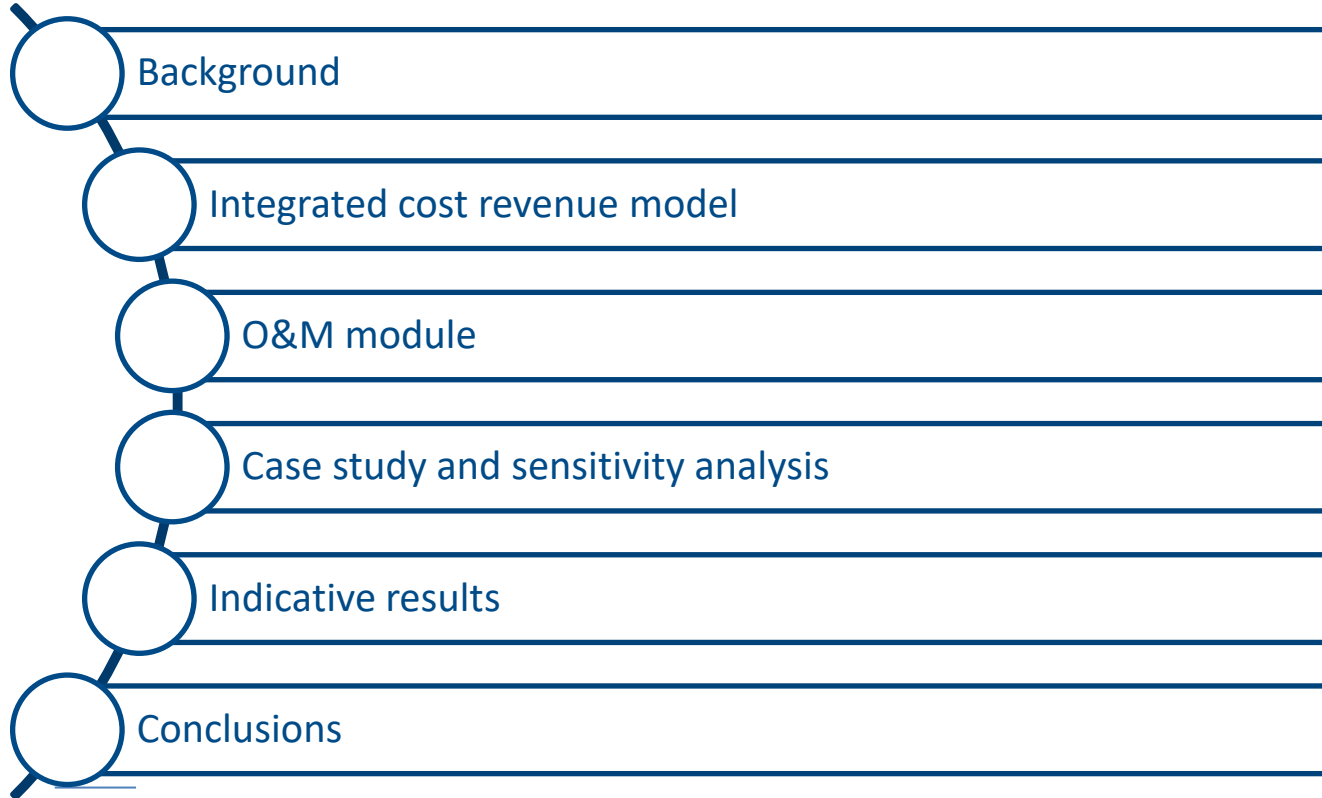 Background
Integrated cost revenue model
O&M module
Case study and sensitivity analysis
Indicative results
Conclusions